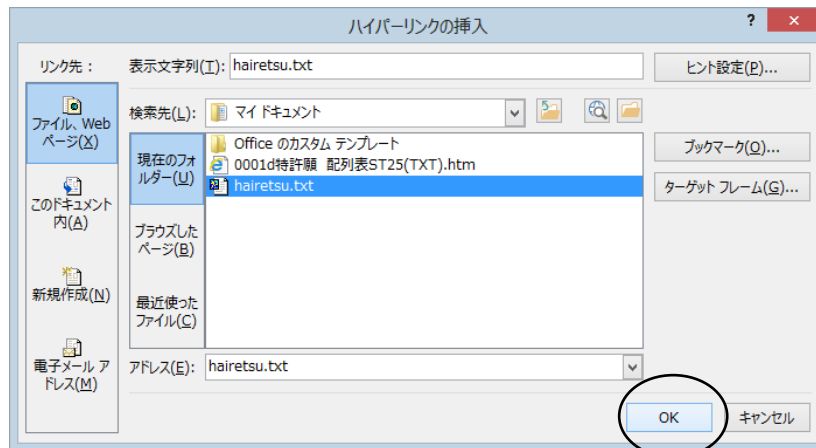 ハイパーリンクの挿入
?
×
リンク先：
表示文字列(T): hairetsu.txt
ヒント設定(P)...
ファイル、Web
ページ(X)
検索先(L): マイ ドキュメント
現在のフォ
ルダー(U)
Office のカスタム テンプレート
0001d特許願　配列表ST25(TXT).htm
hairetsu.txt
ブックマーク(O)...
ターゲット フレーム(G)...
このドキュメント
内(A)
ブラウズした
ページ(B)
新規作成(N)
最近使った
ファイル(C)
電子メール ア
ドレス(M)
アドレス(E): hairetsu.txt
OK
キャンセル